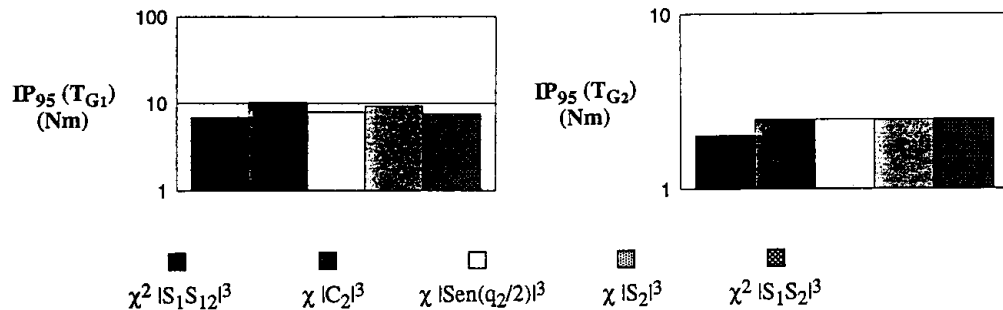 100
10
IP95 (TG1)
(Nm)
10
IP95 (TG2)
(Nm)
1
1
χ² |S1S12|³
χ |C2|³
χ |Sen(q2/2)|³
χ |S2|³
χ² |S1S2|³